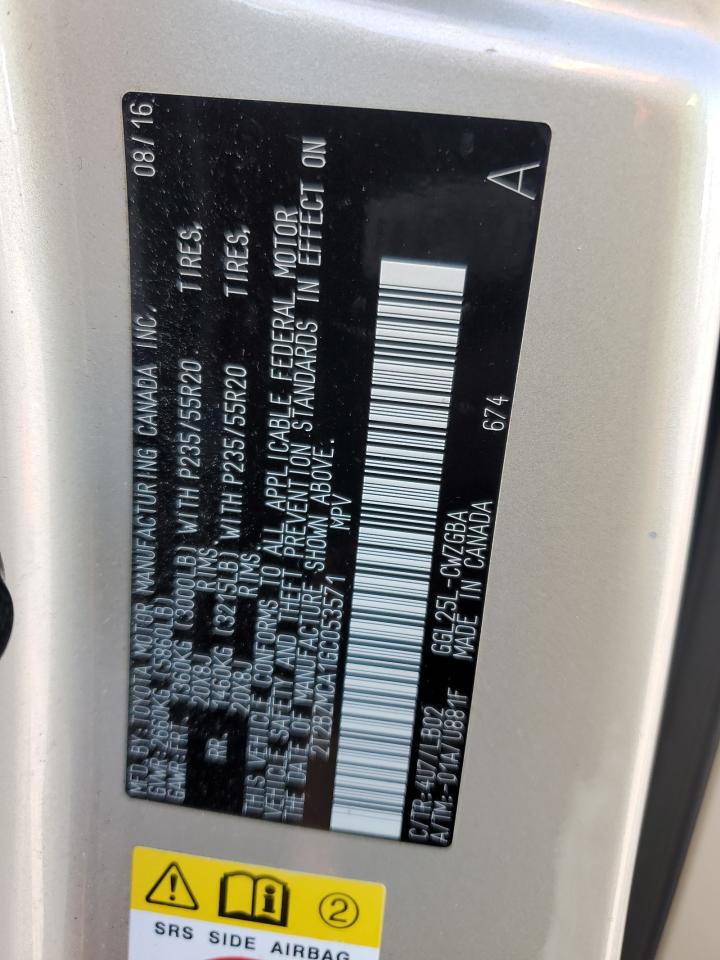 MFD. BY: TOYOTA MOTOR MANUFACTURING CANADA INC. 08/16
GVWR: 2660KG (5880LB)
GAWR: FRT. 1360KG (3000LB) WITH P235/55R20 TIRES,
20X8J RIMS
RR. 1460KG (3215LB) WITH P235/55R20 TIRES,
20X8J RIMS
THIS VEHICLE CONFORMS TO ALL APPLICABLE FEDERAL MOTOR
VEHICLE SAFETY AND THEFT PREVENTION STANDARDS IN EFFECT ON
THE DATE OF MANUFACTURE SHOWN ABOVE.
2T2BZMCA1GC053571 MPV
C/TR: 4U7/LB02 GGL25L-CWZGBA
A/TM: -01A/U881F MADE IN CANADA 674 A
2
SRS SIDE AIRBAG